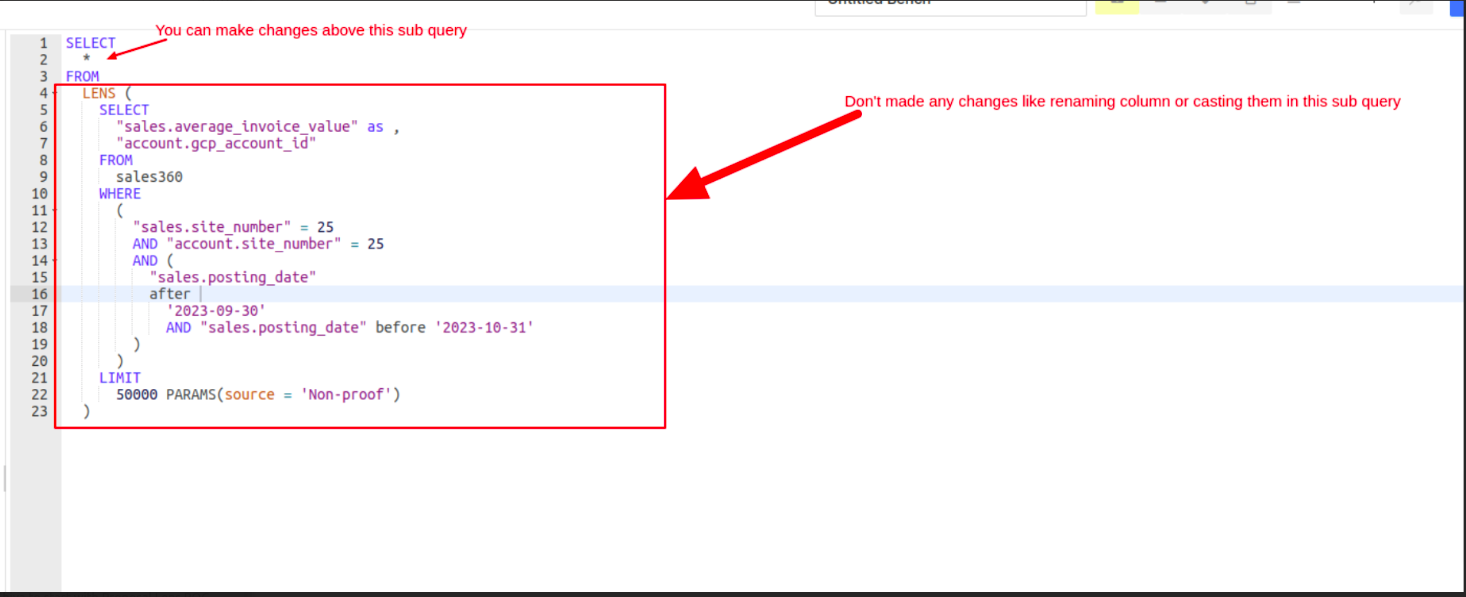 Untitled Bench
You can make changes above this sub query
1 SELECT
2 *
3 FROM
4 LENS (
Don't made any changes like renaming column or casting them in this sub query
5 SELECT
6 "sales.average_invoice_value" as ,
7 "account.gcp_account_id"
8 FROM
9 sales360
10 WHERE
11 (
12 "sales.site_number" = 25
13 AND "account.site_number" = 25
14 AND (
15 "sales.posting_date"
16 after
17 '2023-09-30'
18 AND "sales.posting_date" before '2023-10-31'
19 )
20 )
21 LIMIT
22 50000 PARAMS(source = 'Non-proof')
23 )